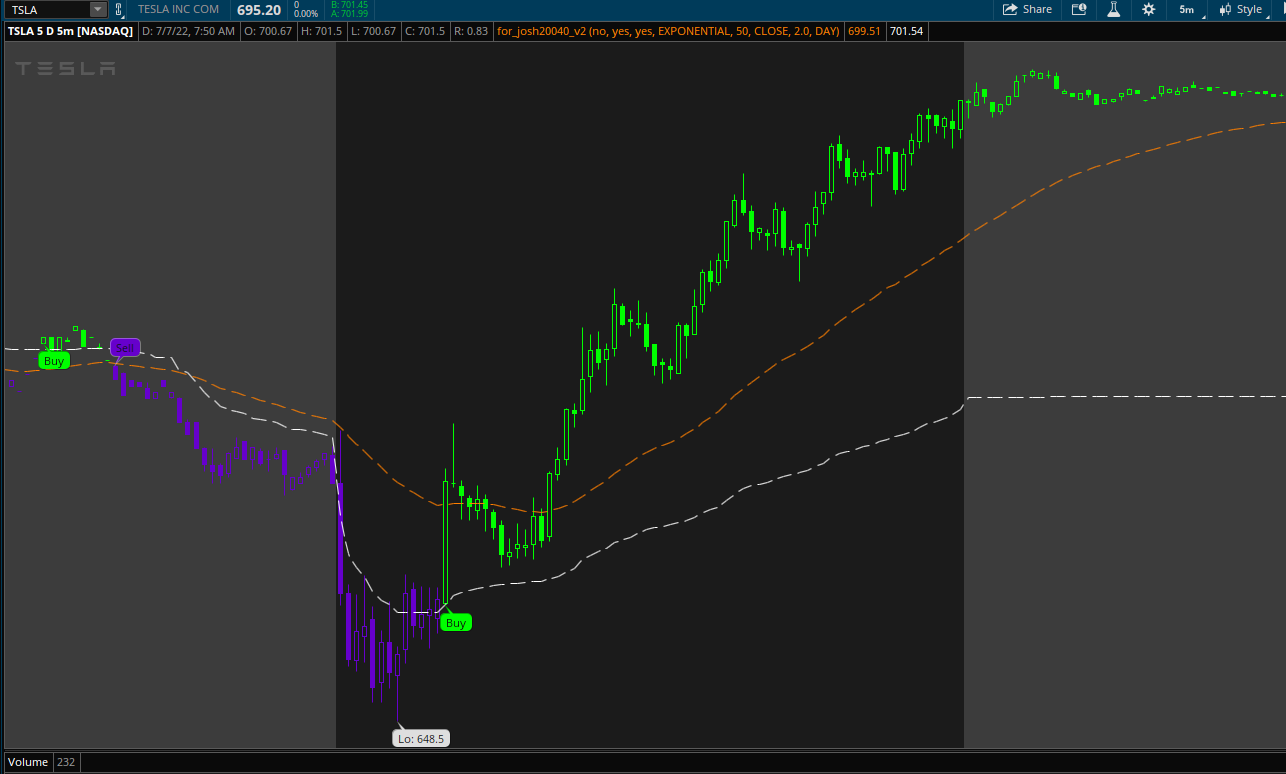 TSLA TESLA INC COM 695.20 0 B: 701.45 Share 5m Style
0.00% A: 701.99
TSLA 5 D 5m [NASDAQ] D: 7/7/22, 7:50 AM O: 700.67 H: 701.5 L: 700.67 C: 701.5 R: 0.83 for_josh20040_v2 (no, yes, yes, EXPONENTIAL, 50, CLOSE, 2.0, DAY) 699.51 701.54
TESLA
Sell
Buy
Buy
Lo: 648.5
Volume 232